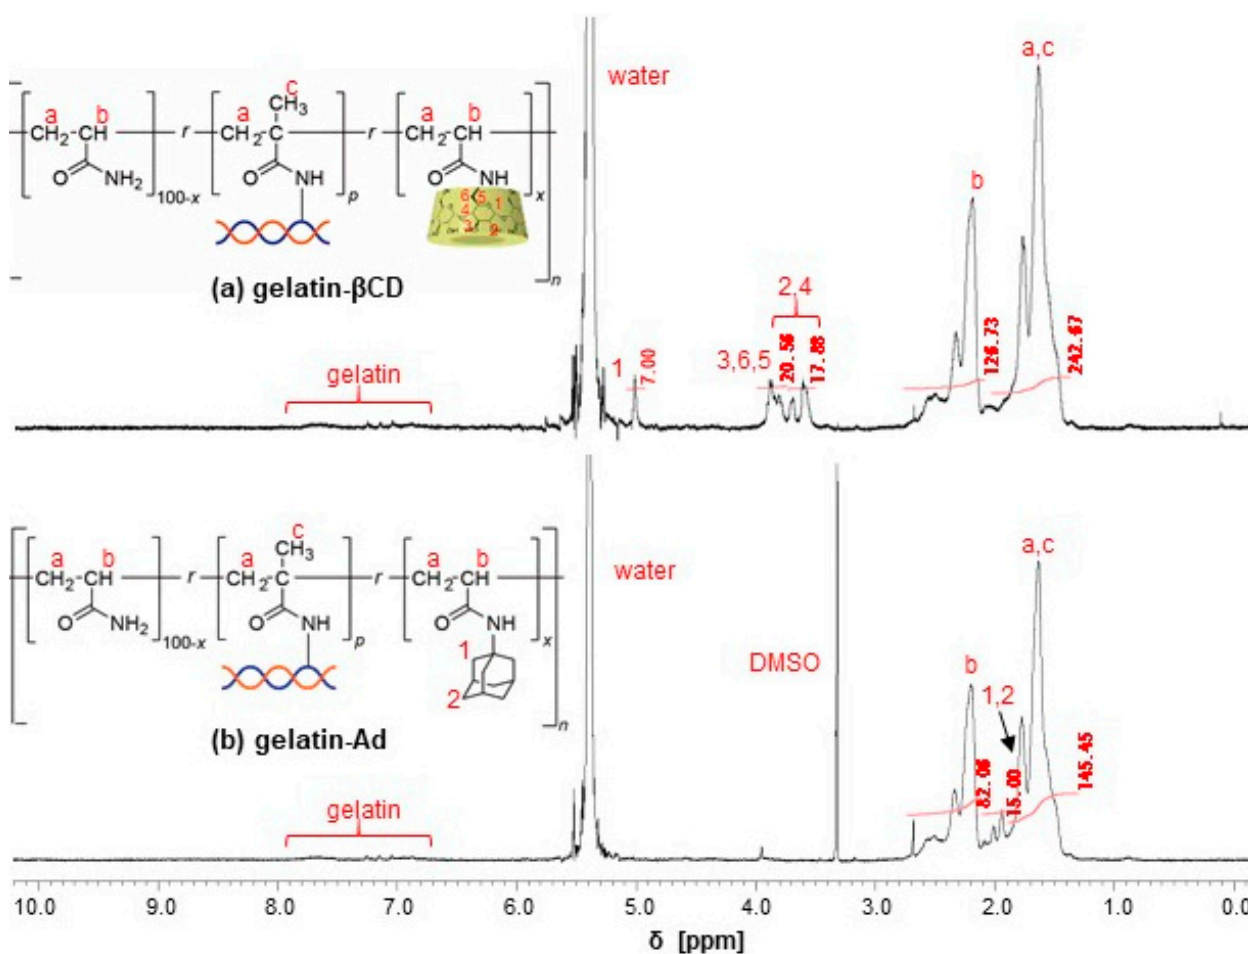 a,c
water
c
CH3
a b a a b
CH2-CH r CH2-C r CH2-CH
b
O NH2 O NH O NH
100-x p x
6 5 1
4
3 2
n
(a) gelatin-βCD
2,4
gelatin
1 7.00
3,6,5 20.56 17.88
126.73
242.67
a,c
water
c
CH3
a b a a b
CH2-CH r CH2-C r CH2-CH
DMSO
b
1,2
O NH2 O NH O NH
100-x p x
1
2
n
(b) gelatin-Ad
82.06
15.00
145.45
gelatin
10.0 9.0 8.0 7.0 6.0 5.0 4.0 3.0 2.0 1.0 0.0
δ [ppm]